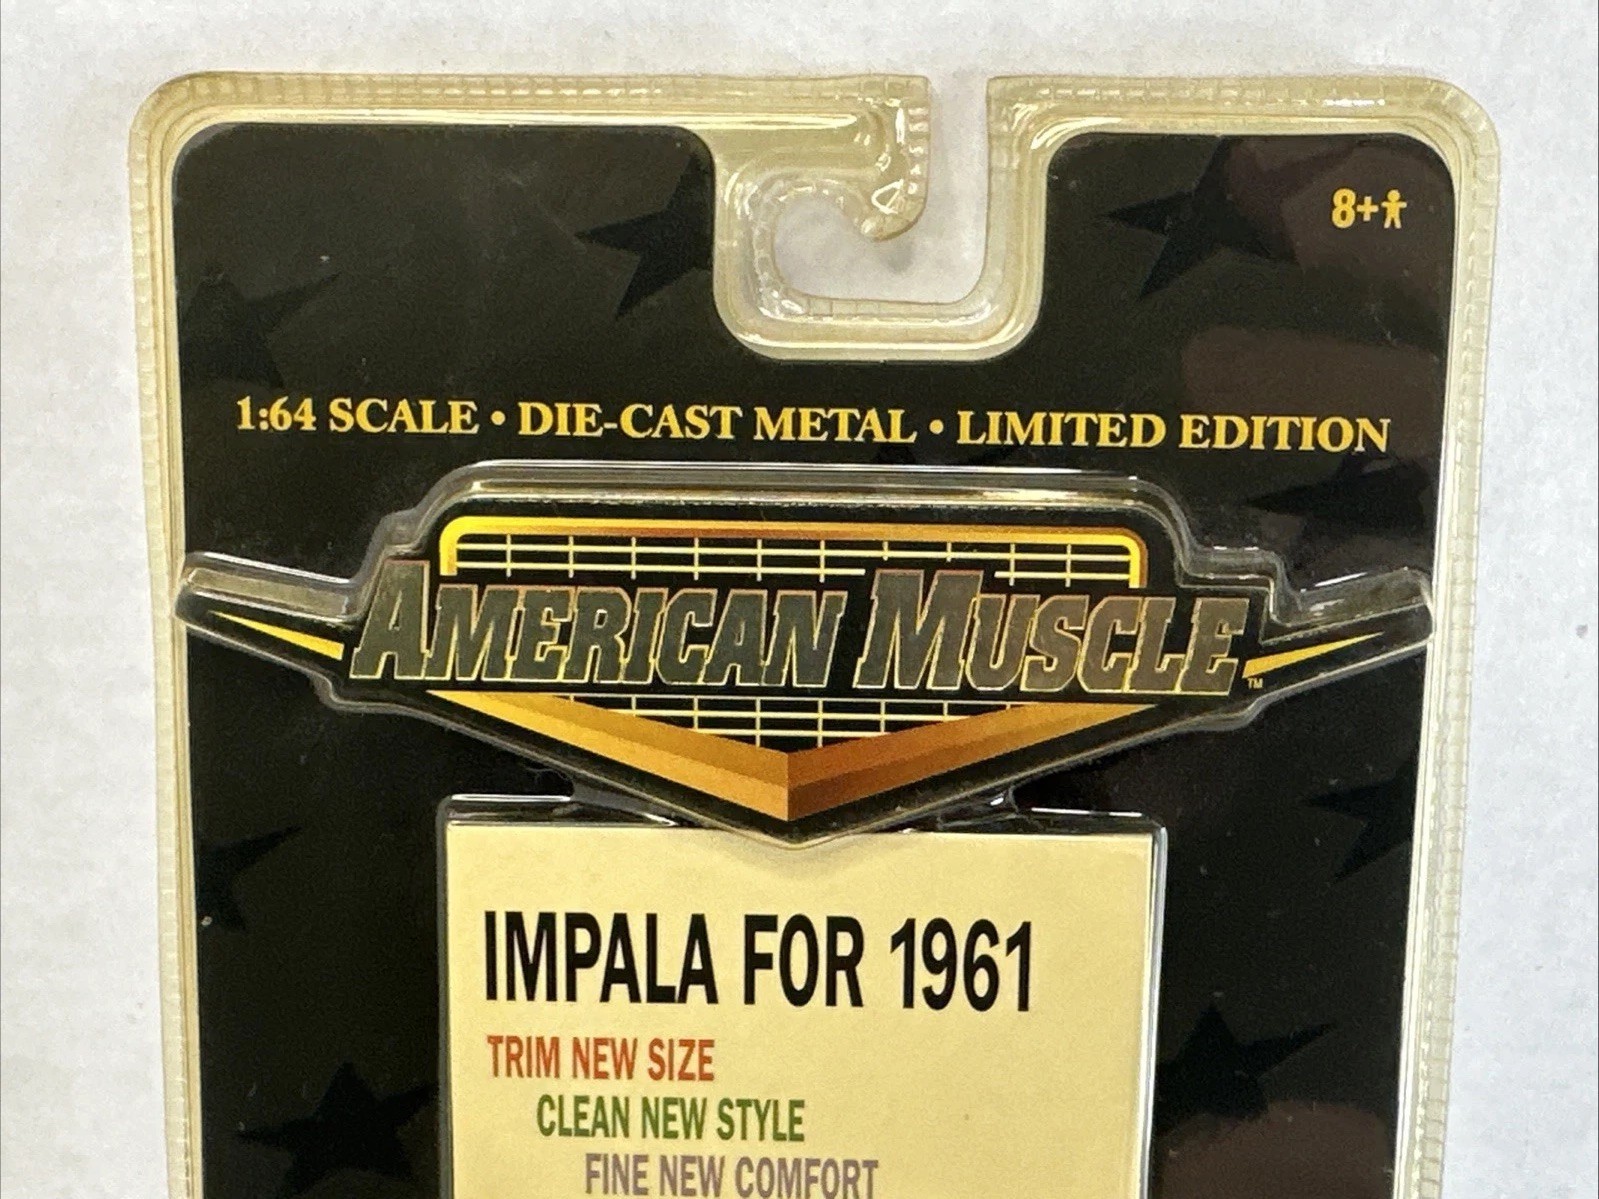 8+
1:64 SCALE • DIE-CAST METAL • LIMITED EDITION
AMERICAN MUSCLE™
IMPALA FOR 1961
TRIM NEW SIZE
CLEAN NEW STYLE
FINE NEW COMFORT